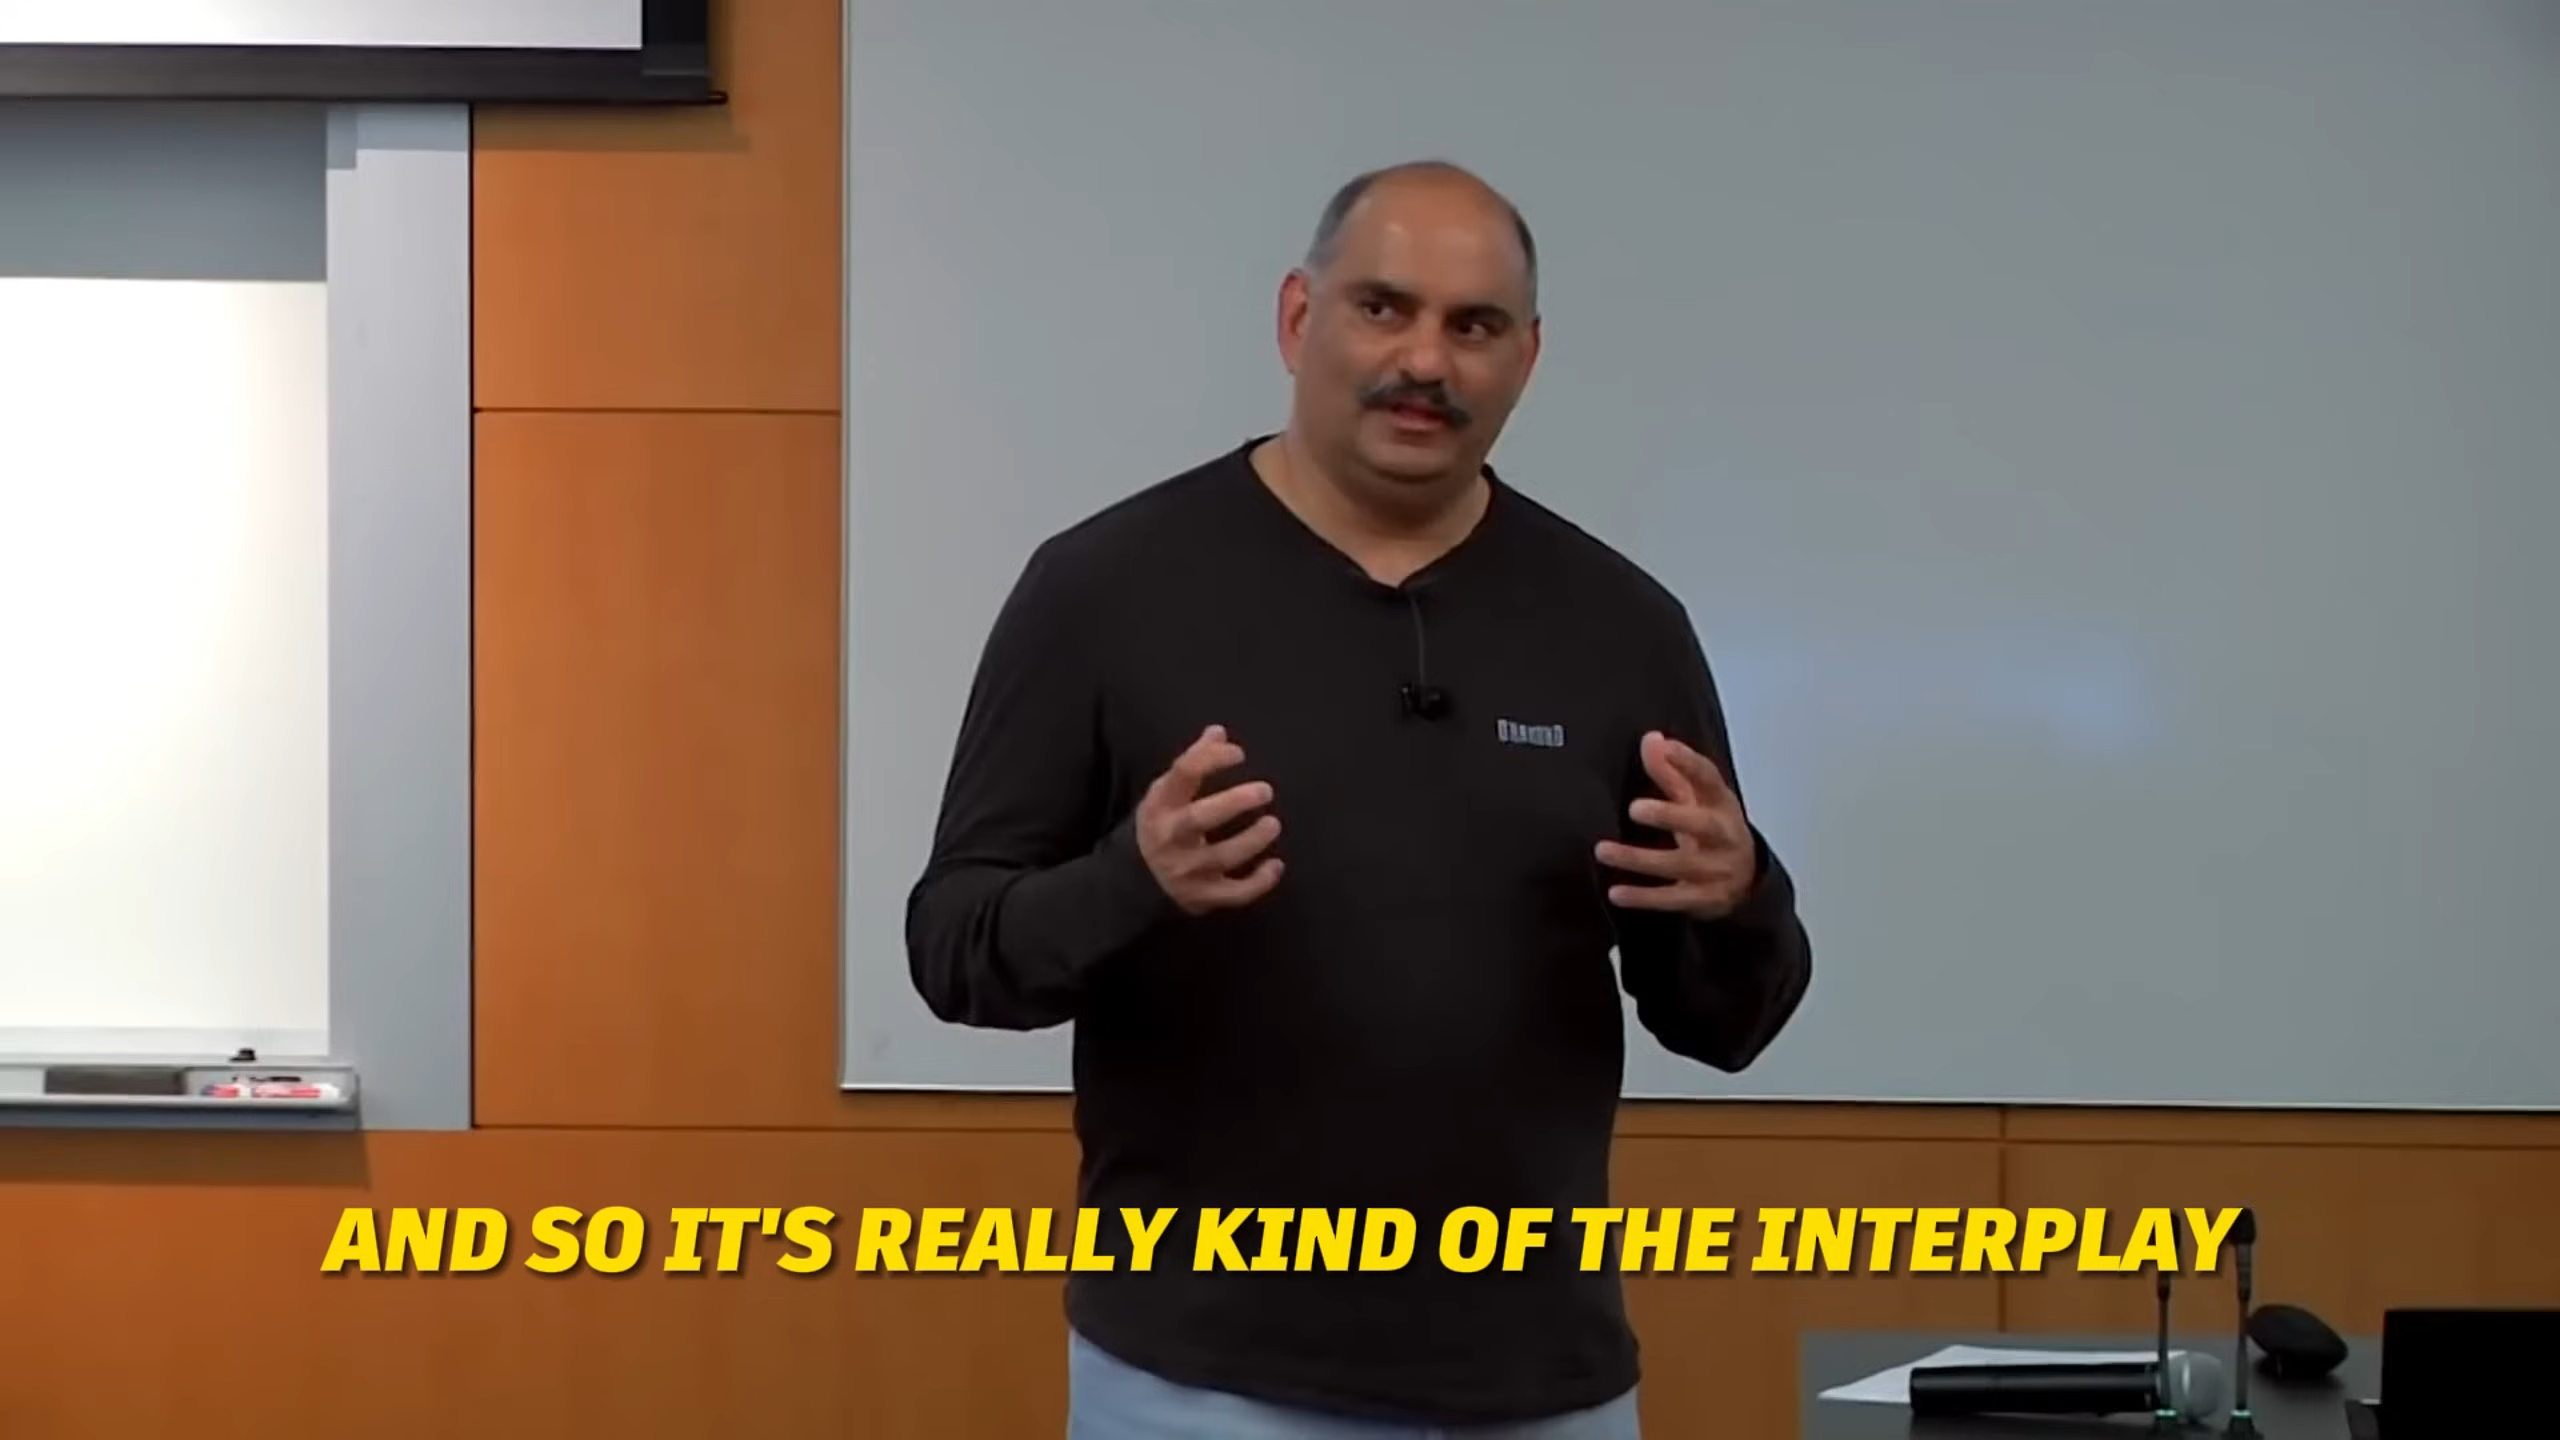 AND SO IT'S REALLY KIND OF THE INTERPLAY